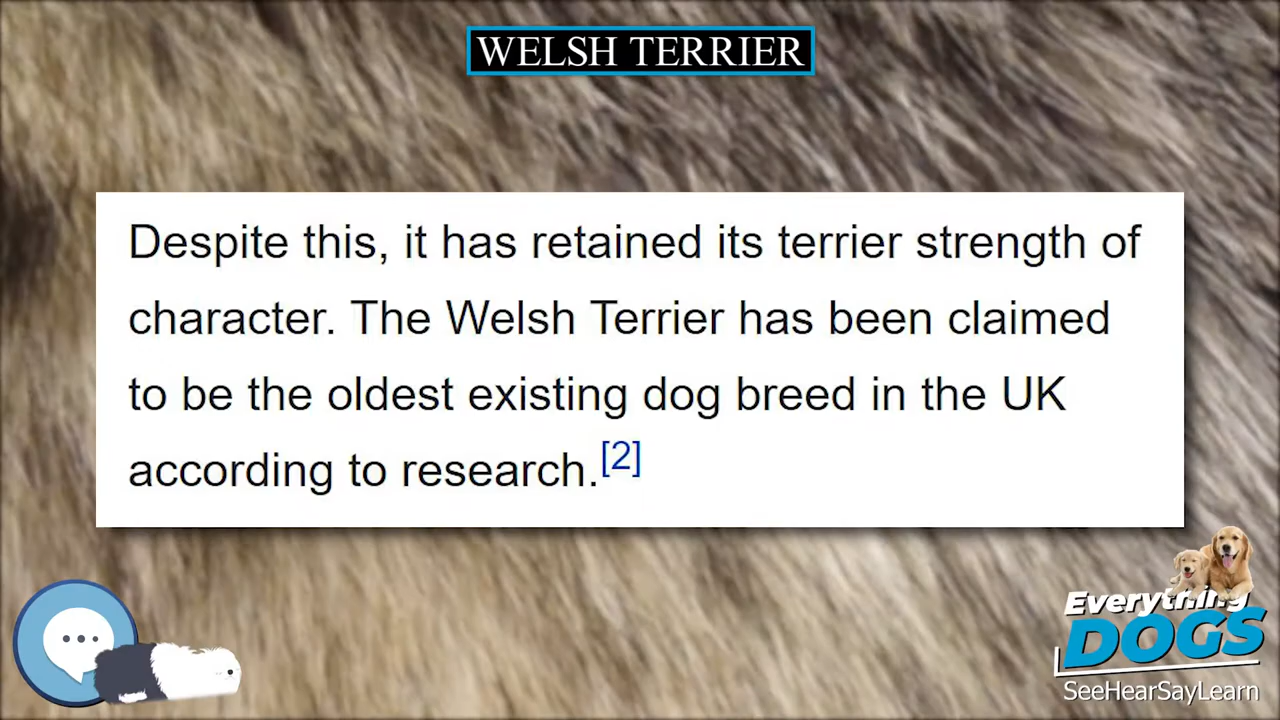 WELSH TERRIER
Despite this, it has retained its terrier strength of
character. The Welsh Terrier has been claimed
to be the oldest existing dog breed in the UK
according to research.[2]
Everything
DOGS
SeeHearSayLearn